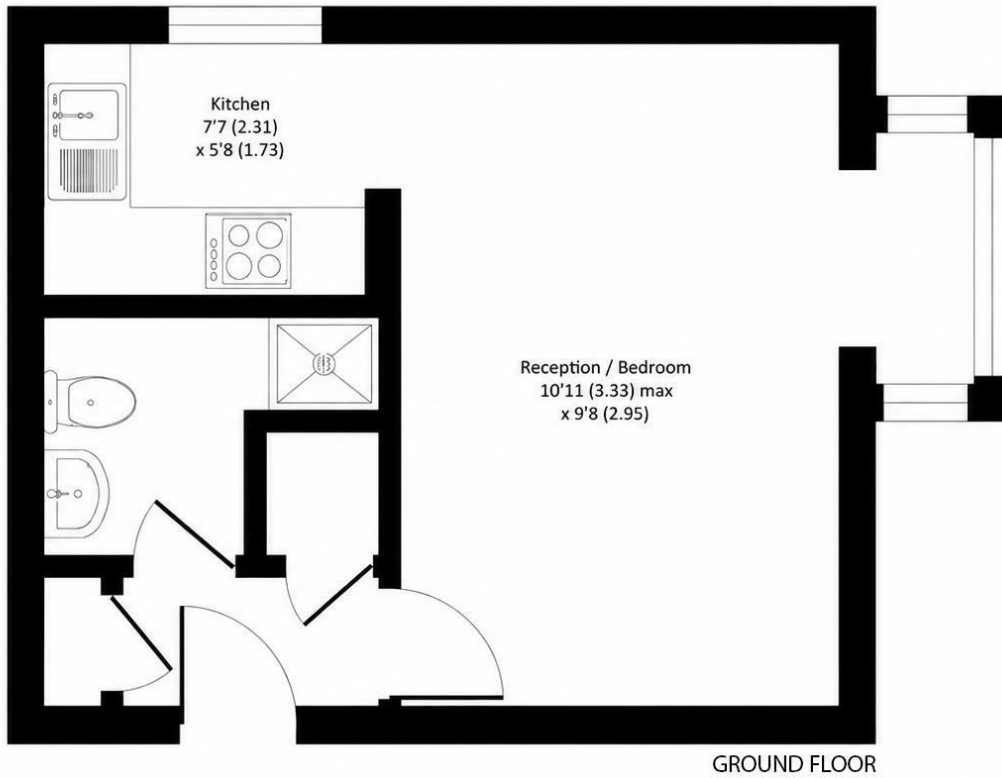 Kitchen
7'7 (2.31)
x 5'8 (1.73)
Reception / Bedroom
10'11 (3.33) max
x 9'8 (2.95)
GROUND FLOOR